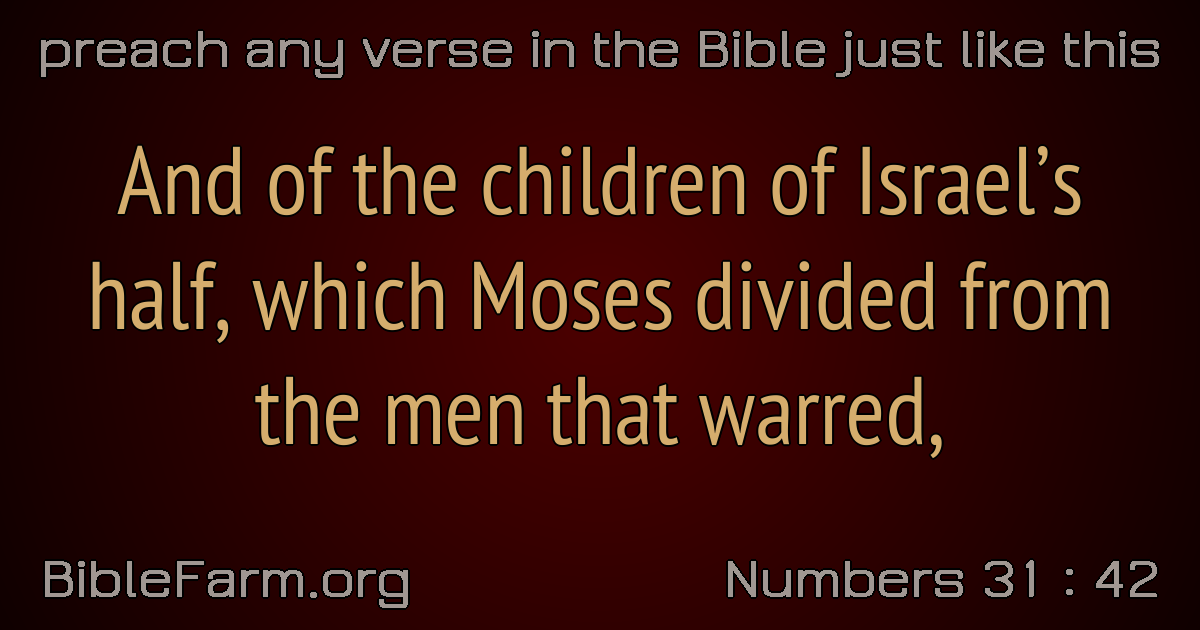 preach any verse in the Bible just like this
And of the children of Israel’s
half, which Moses divided from
the men that warred,
BibleFarm.org
Numbers 31 : 42